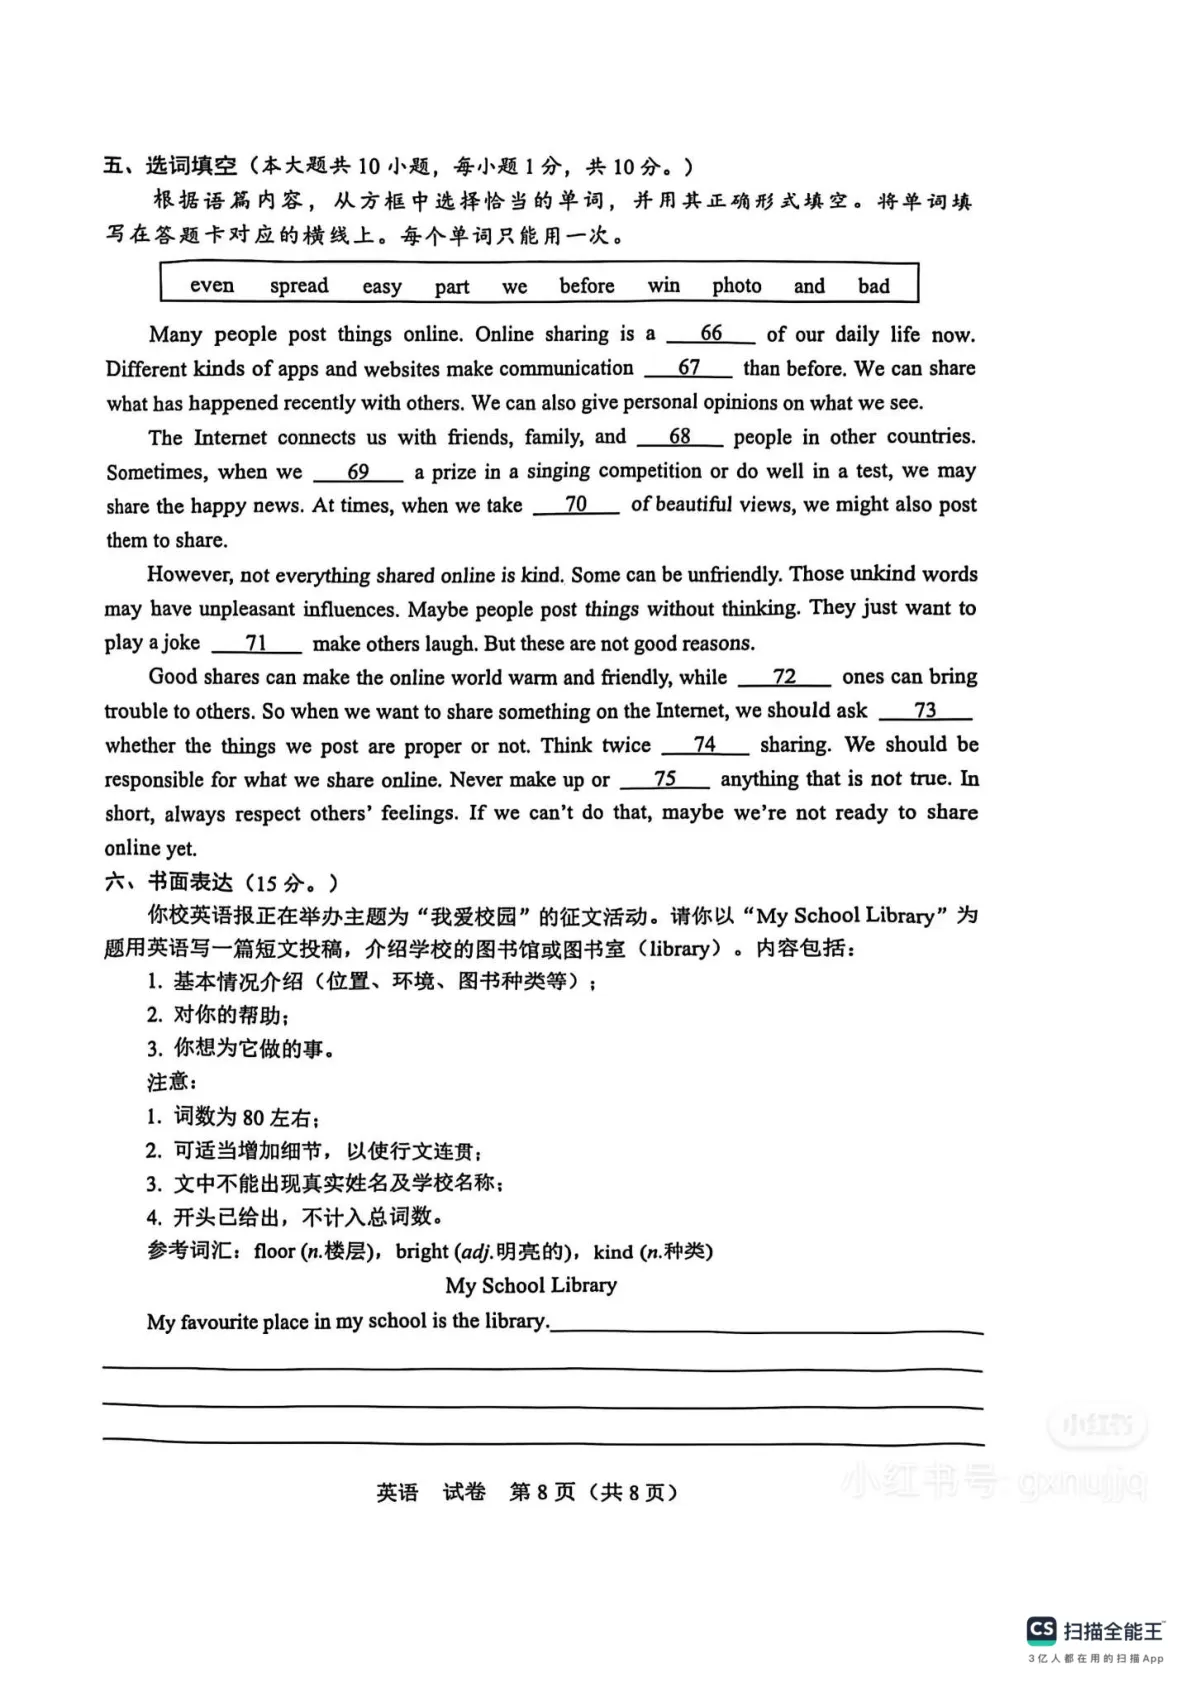 五、选词填空（本大题共 10 小题，每小题 1 分，共 10 分。）
根据语篇内容，从方框中选择恰当的单词，并用其正确形式填空。将单词填
写在答题卡对应的横线上。每个单词只能用一次。
even spread easy part we before win photo and bad
Many people post things online. Online sharing is a 66 of our daily life now.
Different kinds of apps and websites make communication 67 than before. We can share
what has happened recently with others. We can also give personal opinions on what we see.
The Internet connects us with friends, family, and 68 people in other countries.
Sometimes, when we 69 a prize in a singing competition or do well in a test, we may
share the happy news. At times, when we take 70 of beautiful views, we might also post
them to share.
However, not everything shared online is kind. Some can be unfriendly. Those unkind words
may have unpleasant influences. Maybe people post things without thinking. They just want to
play a joke 71 make others laugh. But these are not good reasons.
Good shares can make the online world warm and friendly, while 72 ones can bring
trouble to others. So when we want to share something on the Internet, we should ask 73
whether the things we post are proper or not. Think twice 74 sharing. We should be
responsible for what we share online. Never make up or 75 anything that is not true. In
short, always respect others’ feelings. If we can’t do that, maybe we’re not ready to share
online yet.
六、书面表达（15 分。）
你校英语报正在举办主题为“我爱校园”的征文活动。请你以“My School Library”为
题用英语写一篇短文投稿，介绍学校的图书馆或图书室（library）。内容包括：
1. 基本情况介绍（位置、环境、图书种类等）；
2. 对你的帮助；
3. 你想为它做的事。
注意：
1. 词数为 80 左右；
2. 可适当增加细节，以使行文连贯；
3. 文中不能出现真实姓名及学校名称；
4. 开头已给出，不计入总词数。
参考词汇：floor (n.楼层)，bright (adj.明亮的)，kind (n.种类)
My School Library
My favourite place in my school is the library.
小红书
小红书号 gxnujjq
英语 试卷 第 8 页（共 8 页）
CS 扫描全能王
3亿人都在用的扫描App